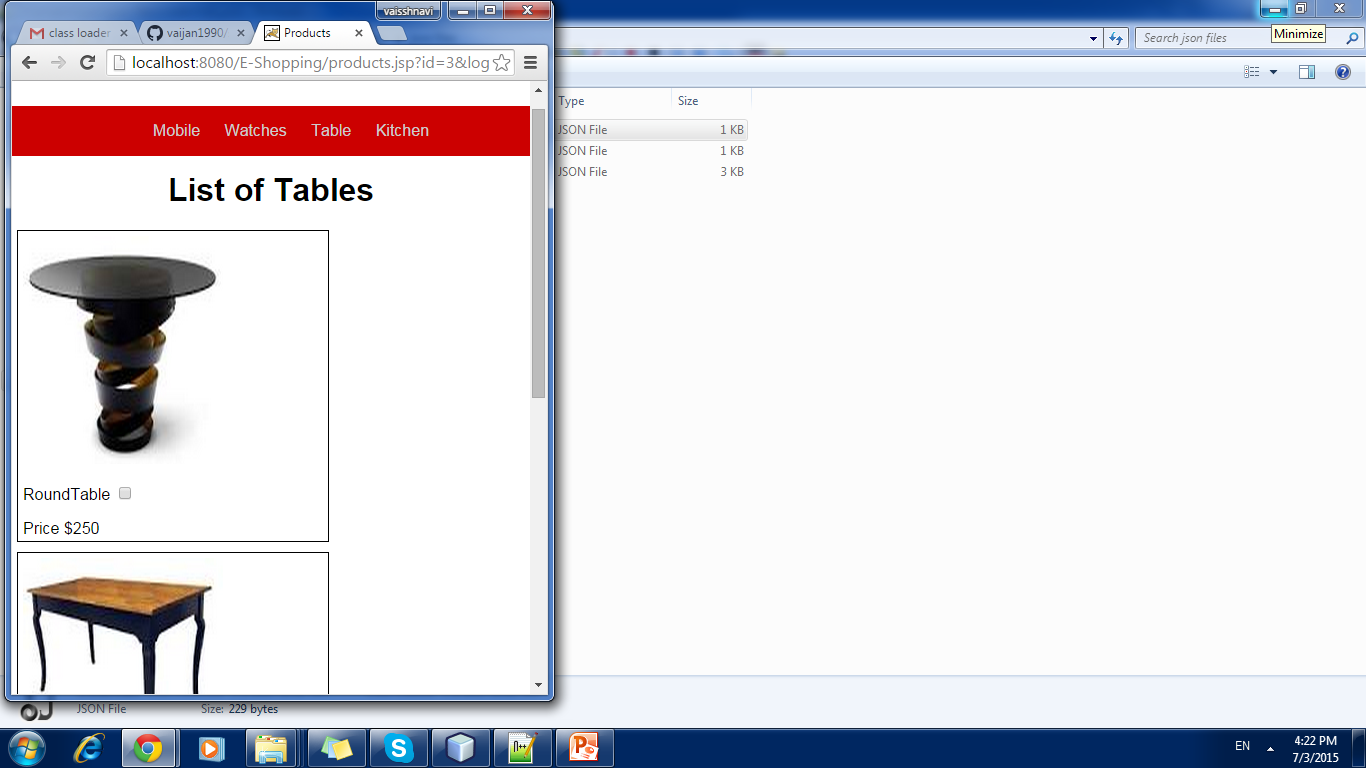 vaisshnavi
class loader
vaijan1990/
Products
localhost:8080/E-Shopping/products.jsp?id=3&log
Mobile Watches Table Kitchen
List of Tables
RoundTable
Price $250
Search json files
Minimize
Type Size
JSON File 1 KB
JSON File 1 KB
JSON File 3 KB
JSON File Size: 229 bytes
EN
4:22 PM
7/3/2015